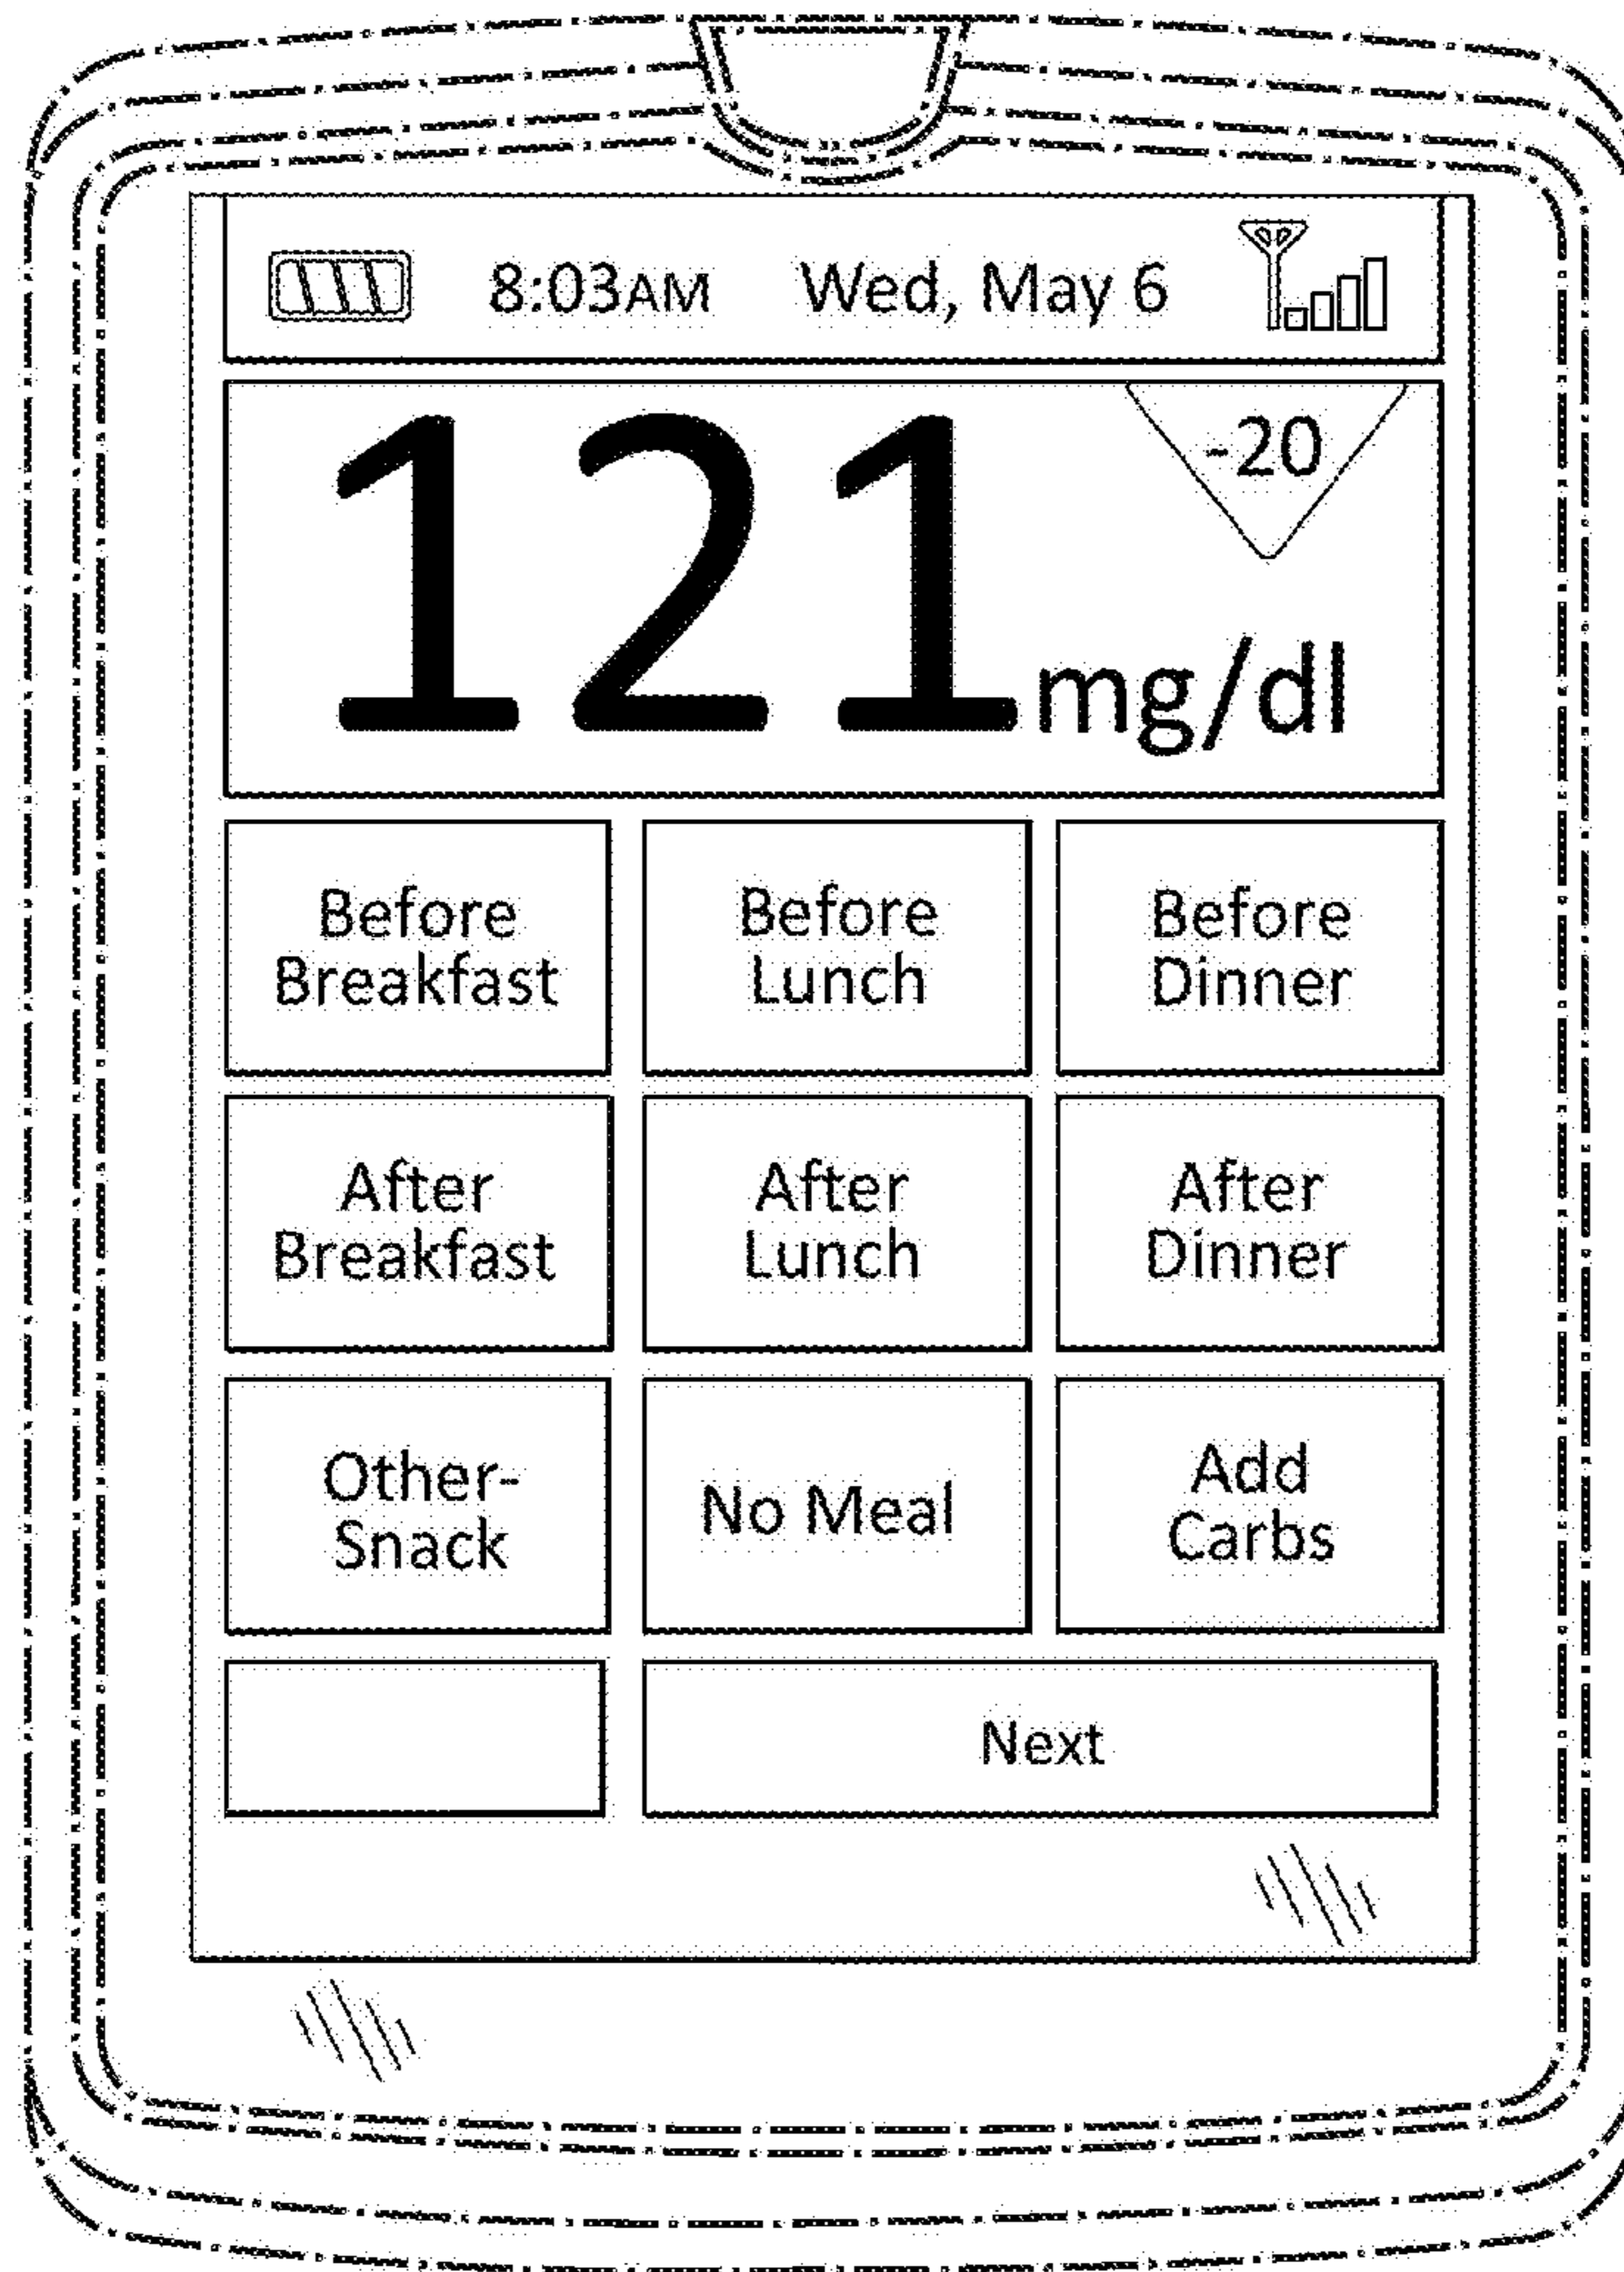 8:03AM Wed, May 6
-20
121mg/dl
Before
Breakfast
Before
Lunch
Before
Dinner
After
Breakfast
After
Lunch
After
Dinner
Other-
Snack
No Meal
Add
Carbs
Next